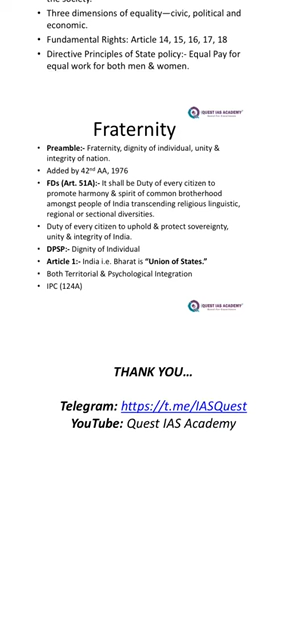 the society.
• Three dimensions of equality—civic, political and
economic.
• Fundamental Rights: Article 14, 15, 16, 17, 18
• Directive Principles of State policy:- Equal Pay for
equal work for both men & women.
QUEST IAS ACADEMY
Fraternity
• Preamble:- Fraternity, dignity of individual, unity &
integrity of nation.
• Added by 42nd AA, 1976
• FDs (Art. 51A):- It shall be Duty of every citizen to
promote harmony & spirit of common brotherhood
amongst people of India transcending religious linguistic,
regional or sectional diversities.
• Duty of every citizen to uphold & protect sovereignty,
unity & integrity of India.
• DPSP:- Dignity of Individual
• Article 1:- India i.e. Bharat is "Union of States."
• Both Territorial & Psychological Integration
• IPC (124A)
QUEST IAS ACADEMY
THANK YOU...
Telegram: https://t.me/IASQuest
YouTube: Quest IAS Academy